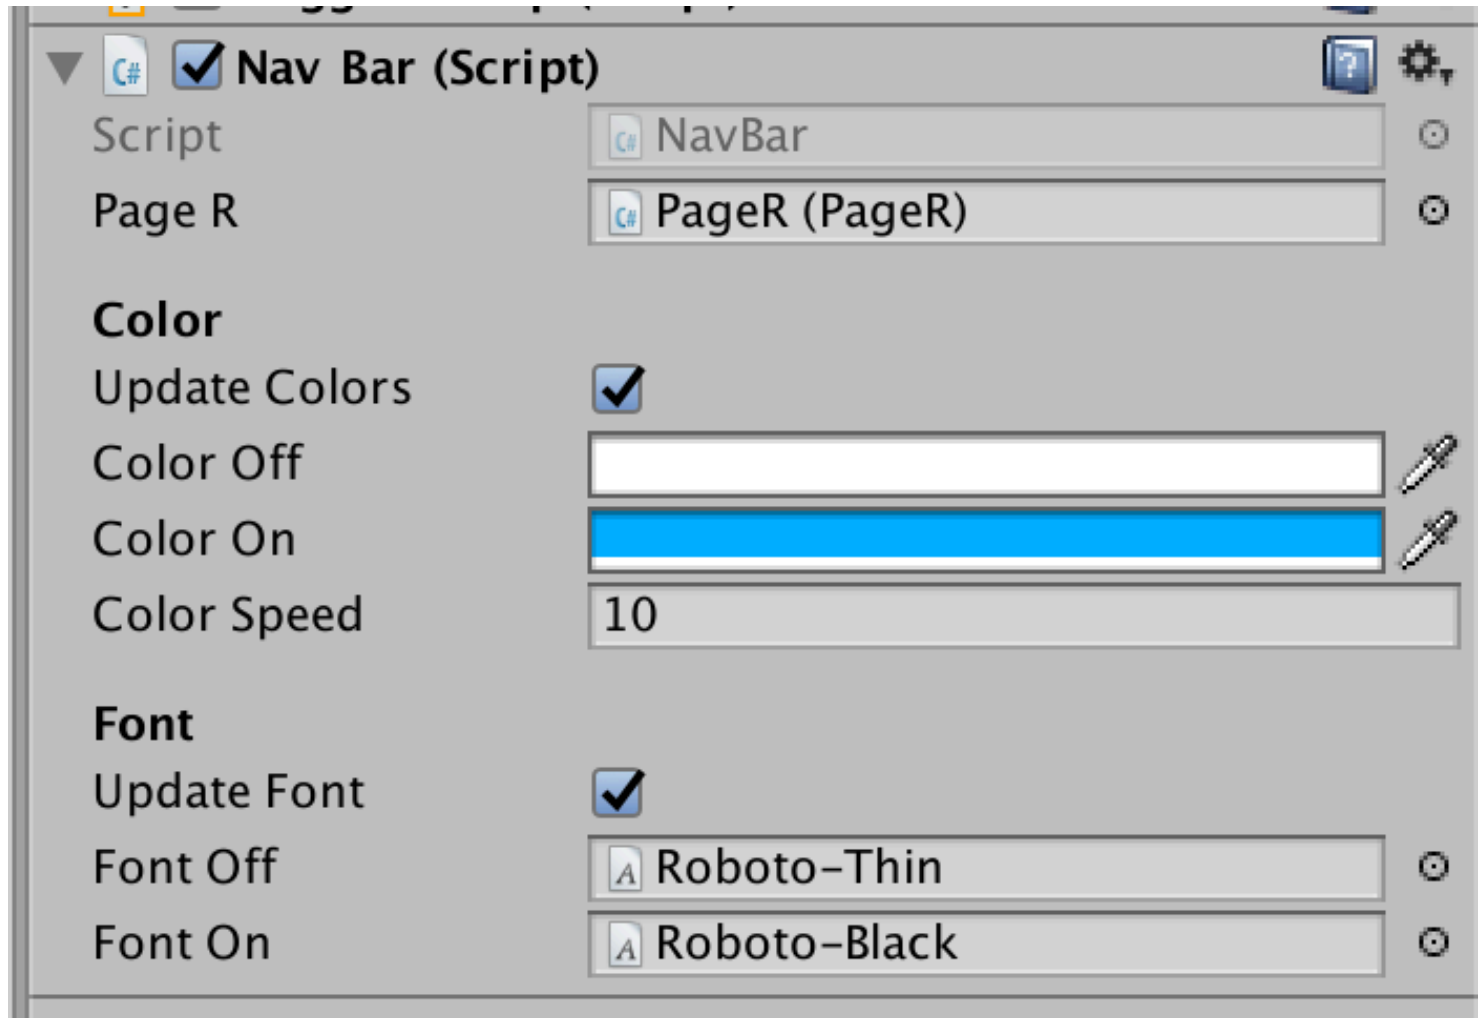 Nav Bar (Script)
Script NavBar
Page R PageR (PageR)
Color
Update Colors
Color Off
Color On
Color Speed 10
Font
Update Font
Font Off Roboto-Thin
Font On Roboto-Black